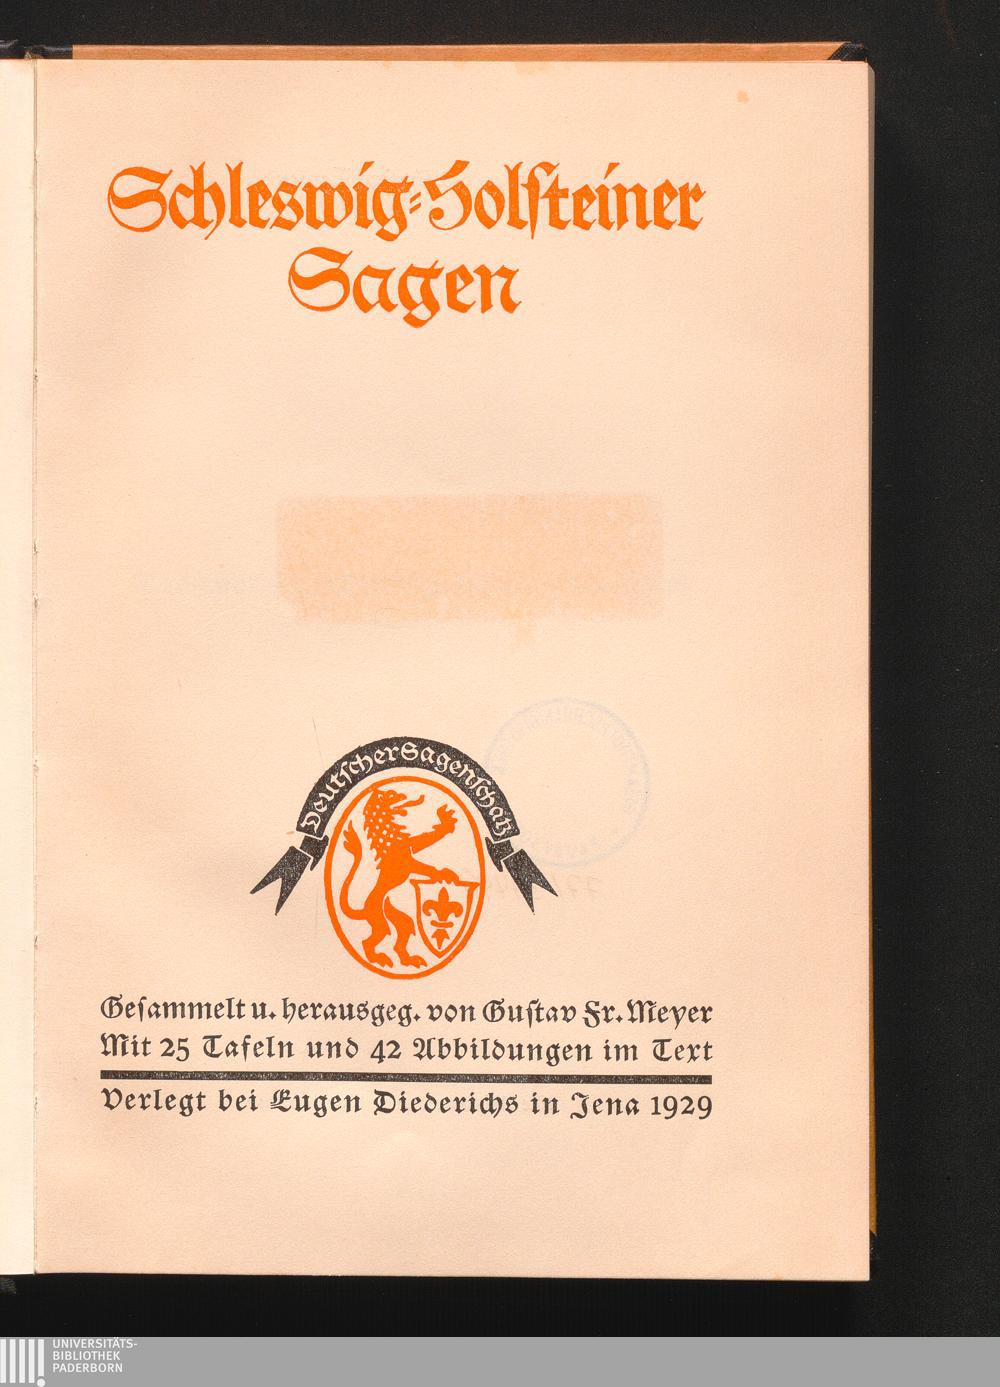 Schleswig-Holsteiner
Sagen
Deutscher Sagenschatz
Gesammelt u. herausgeg. von Gustav Fr. Meyer
Mit 25 Tafeln und 42 Abbildungen im Text
Verlegt bei Eugen Diederichs in Jena 1929
UNIVERSITÄTS-
BIBLIOTHEK
PADERBORN